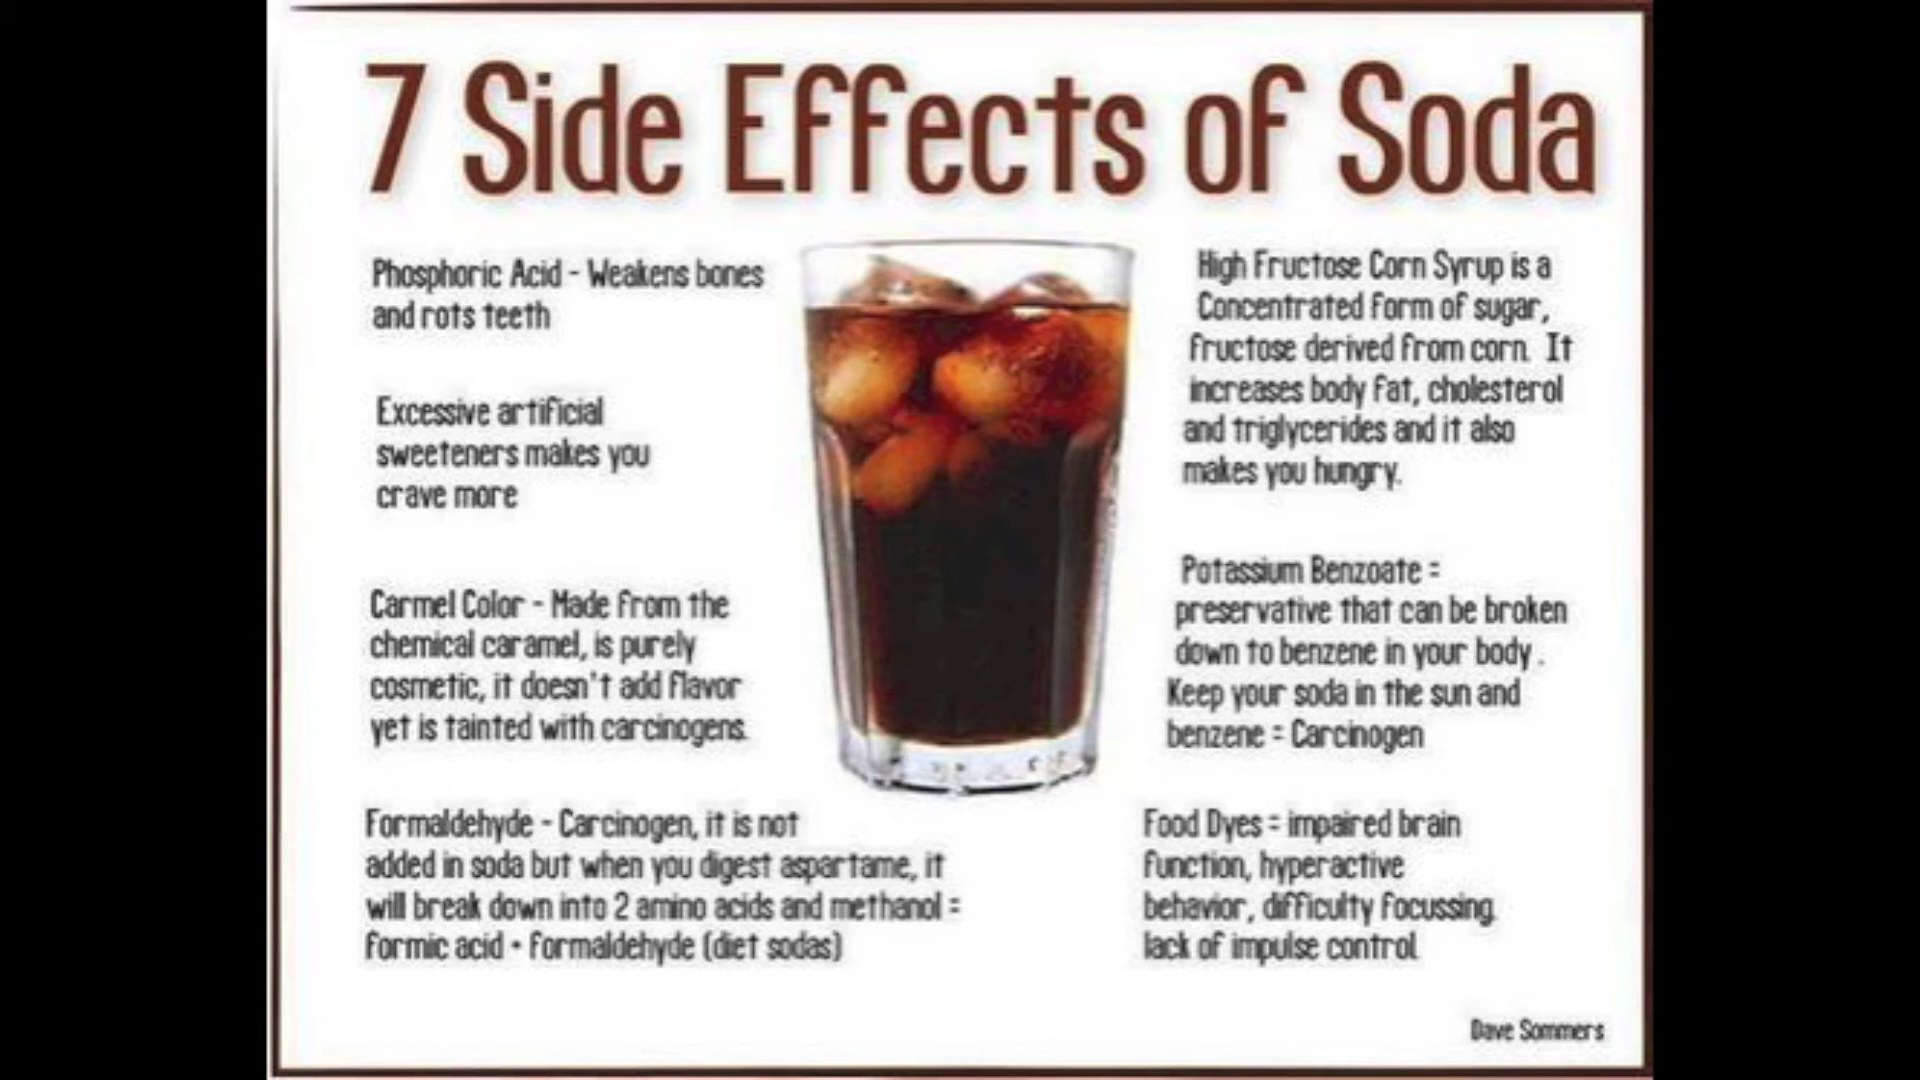 7 Side Effects of Soda
Phosphoric Acid - Weakens bones
and rots teeth
Excessive artificial
sweeteners makes you
crave more
Carmel Color - Made from the
chemical caramel, is purely
cosmetic, it doesn't add flavor
yet is tainted with carcinogens.
Formaldehyde - Carcinogen, it is not
added in soda but when you digest aspartame, it
will break down into 2 amino acids and methanol =
formic acid + formaldehyde (diet sodas)
High Fructose Corn Syrup is a
Concentrated form of sugar,
fructose derived from corn. It
increases body fat, cholesterol
and triglycerides and it also
makes you hungry.
Potassium Benzoate =
preservative that can be broken
down to benzene in your body.
Keep your soda in the sun and
benzene = Carcinogen
Food Dyes = impaired brain
function, hyperactive
behavior, difficulty focussing.
lack of impulse control.
Dave Sommers